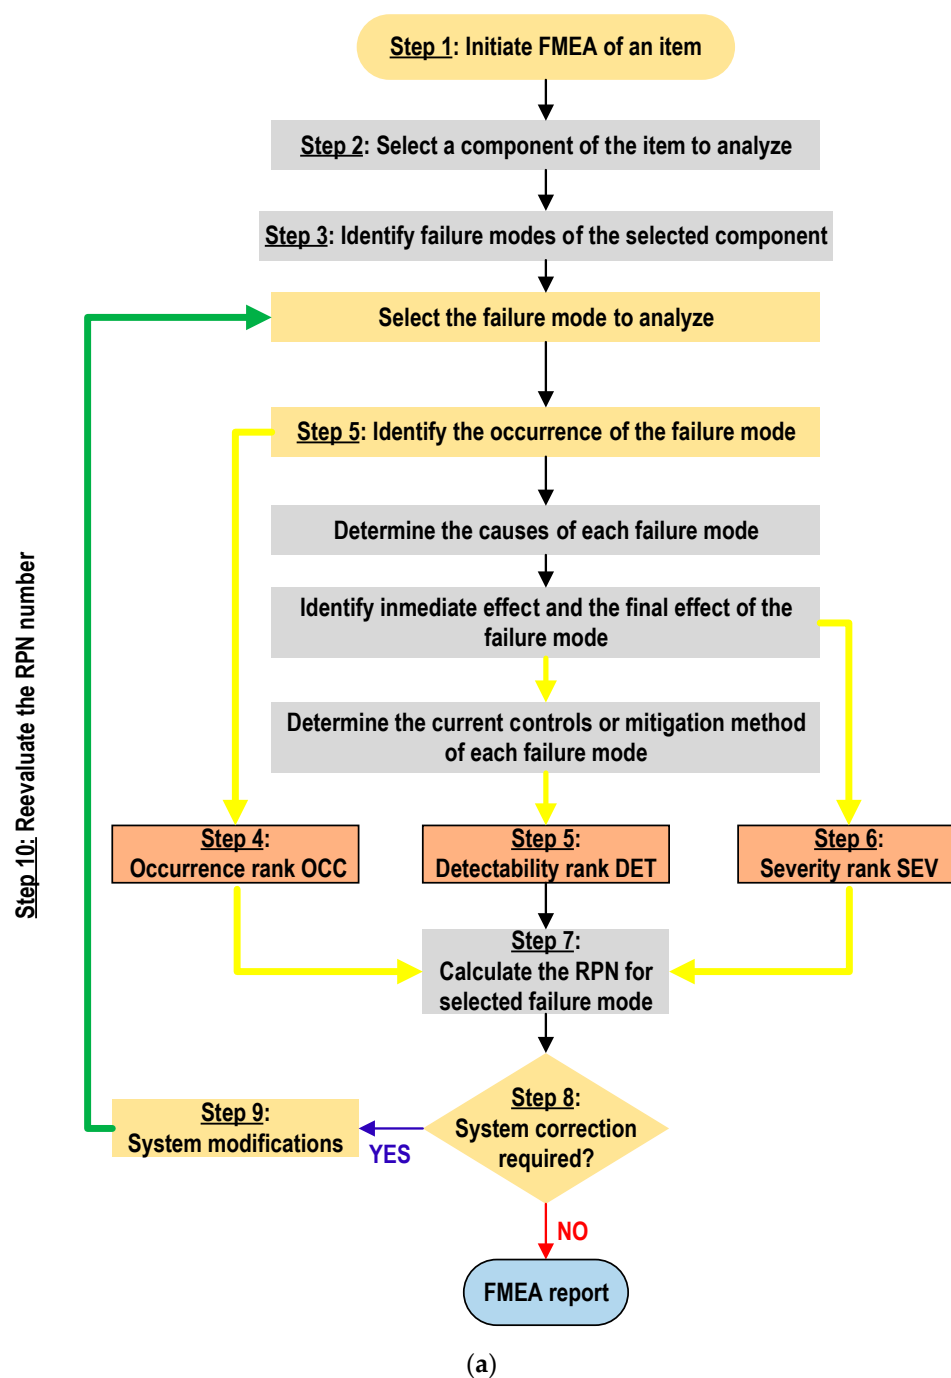 Step 1: Initiate FMEA of an item
Step 2: Select a component of the item to analyze
Step 3: Identify failure modes of the selected component
Select the failure mode to analyze
Step 5: Identify the occurrence of the failure mode
Determine the causes of each failure mode
Identify inmediate effect and the final effect of the
failure mode
Determine the current controls or mitigation method
of each failure mode
Step 10: Reevaluate the RPN number
Step 4:
Occurrence rank OCC
Step 5:
Detectability rank DET
Step 6:
Severity rank SEV
Step 7:
Calculate the RPN for
selected failure mode
Step 8:
System correction
required?
YES
Step 9:
System modifications
NO
FMEA report
(a)